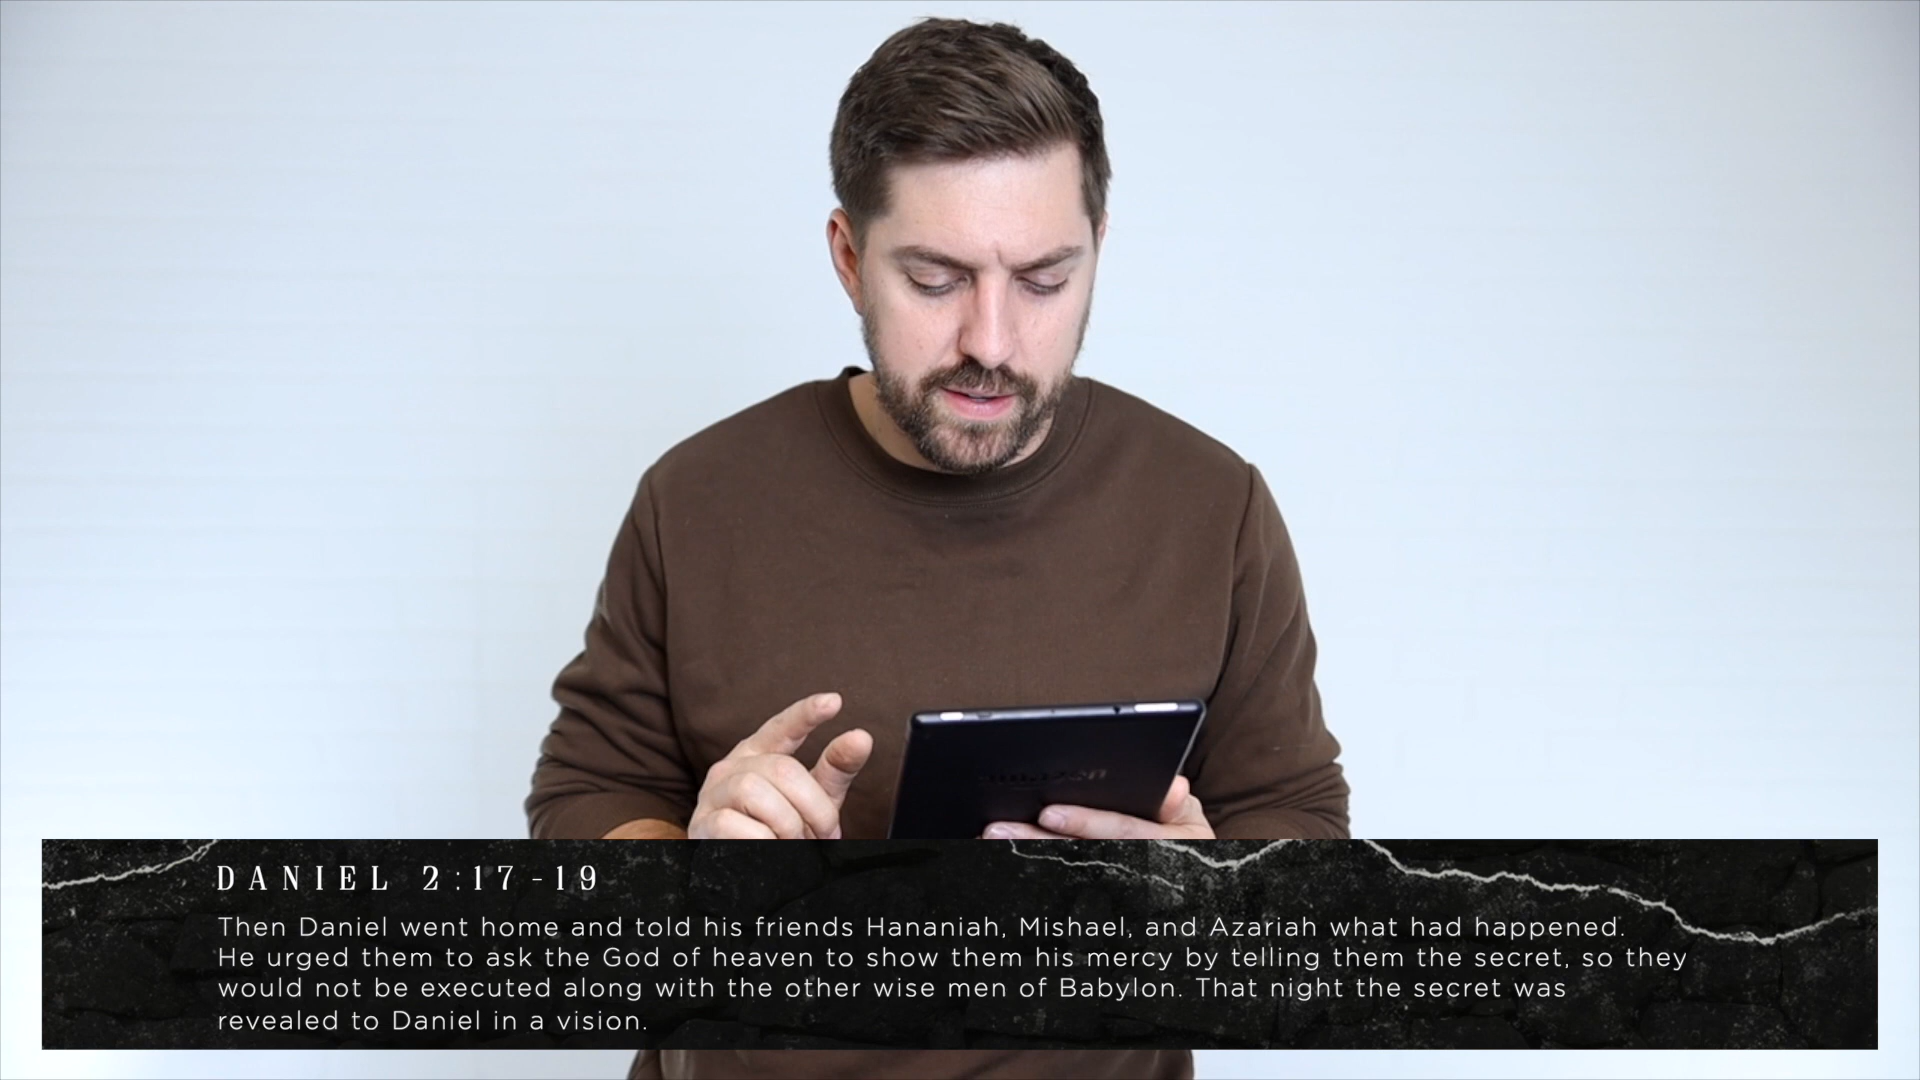 DANIEL 2:17-19
Then Daniel went home and told his friends Hananiah, Mishael, and Azariah what had happened.
He urged them to ask the God of heaven to show them his mercy by telling them the secret, so they
would not be executed along with the other wise men of Babylon. That night the secret was
revealed to Daniel in a vision.